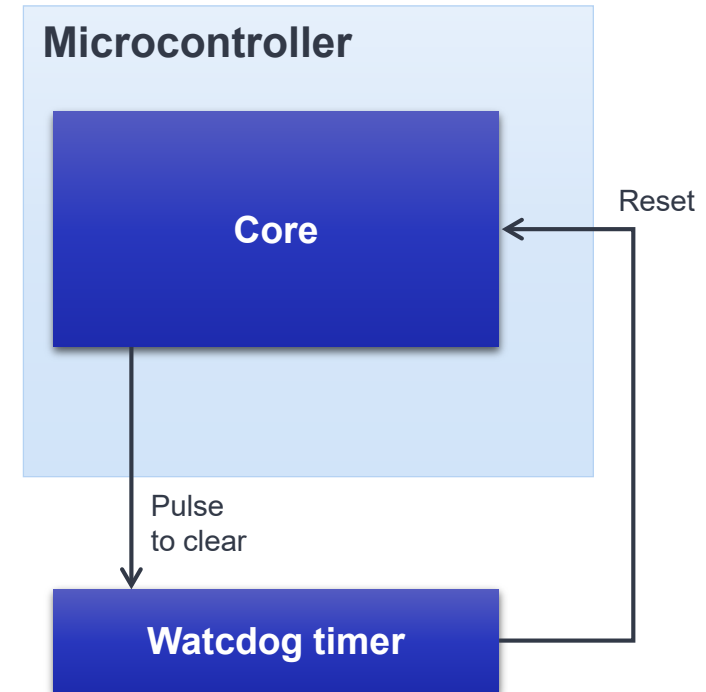 Microcontroller
Core
Reset
Pulse
to clear
Watcdog timer